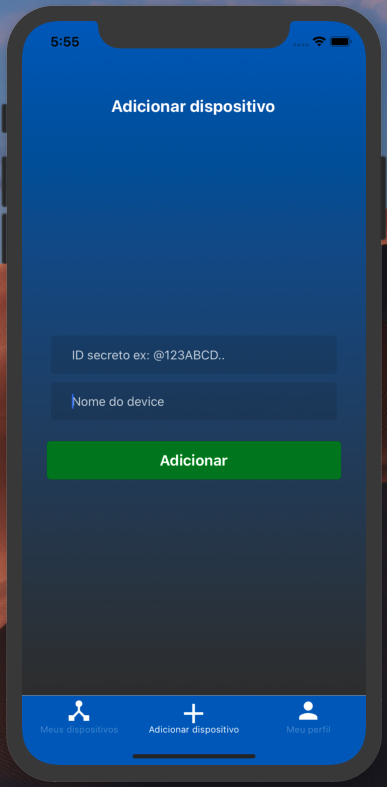 5:55
Adicionar dispositivo
ID secreto ex: @123ABCD..
Nome do device
Adicionar
Meus dispositivos
Adicionar dispositivo
Meu perfil